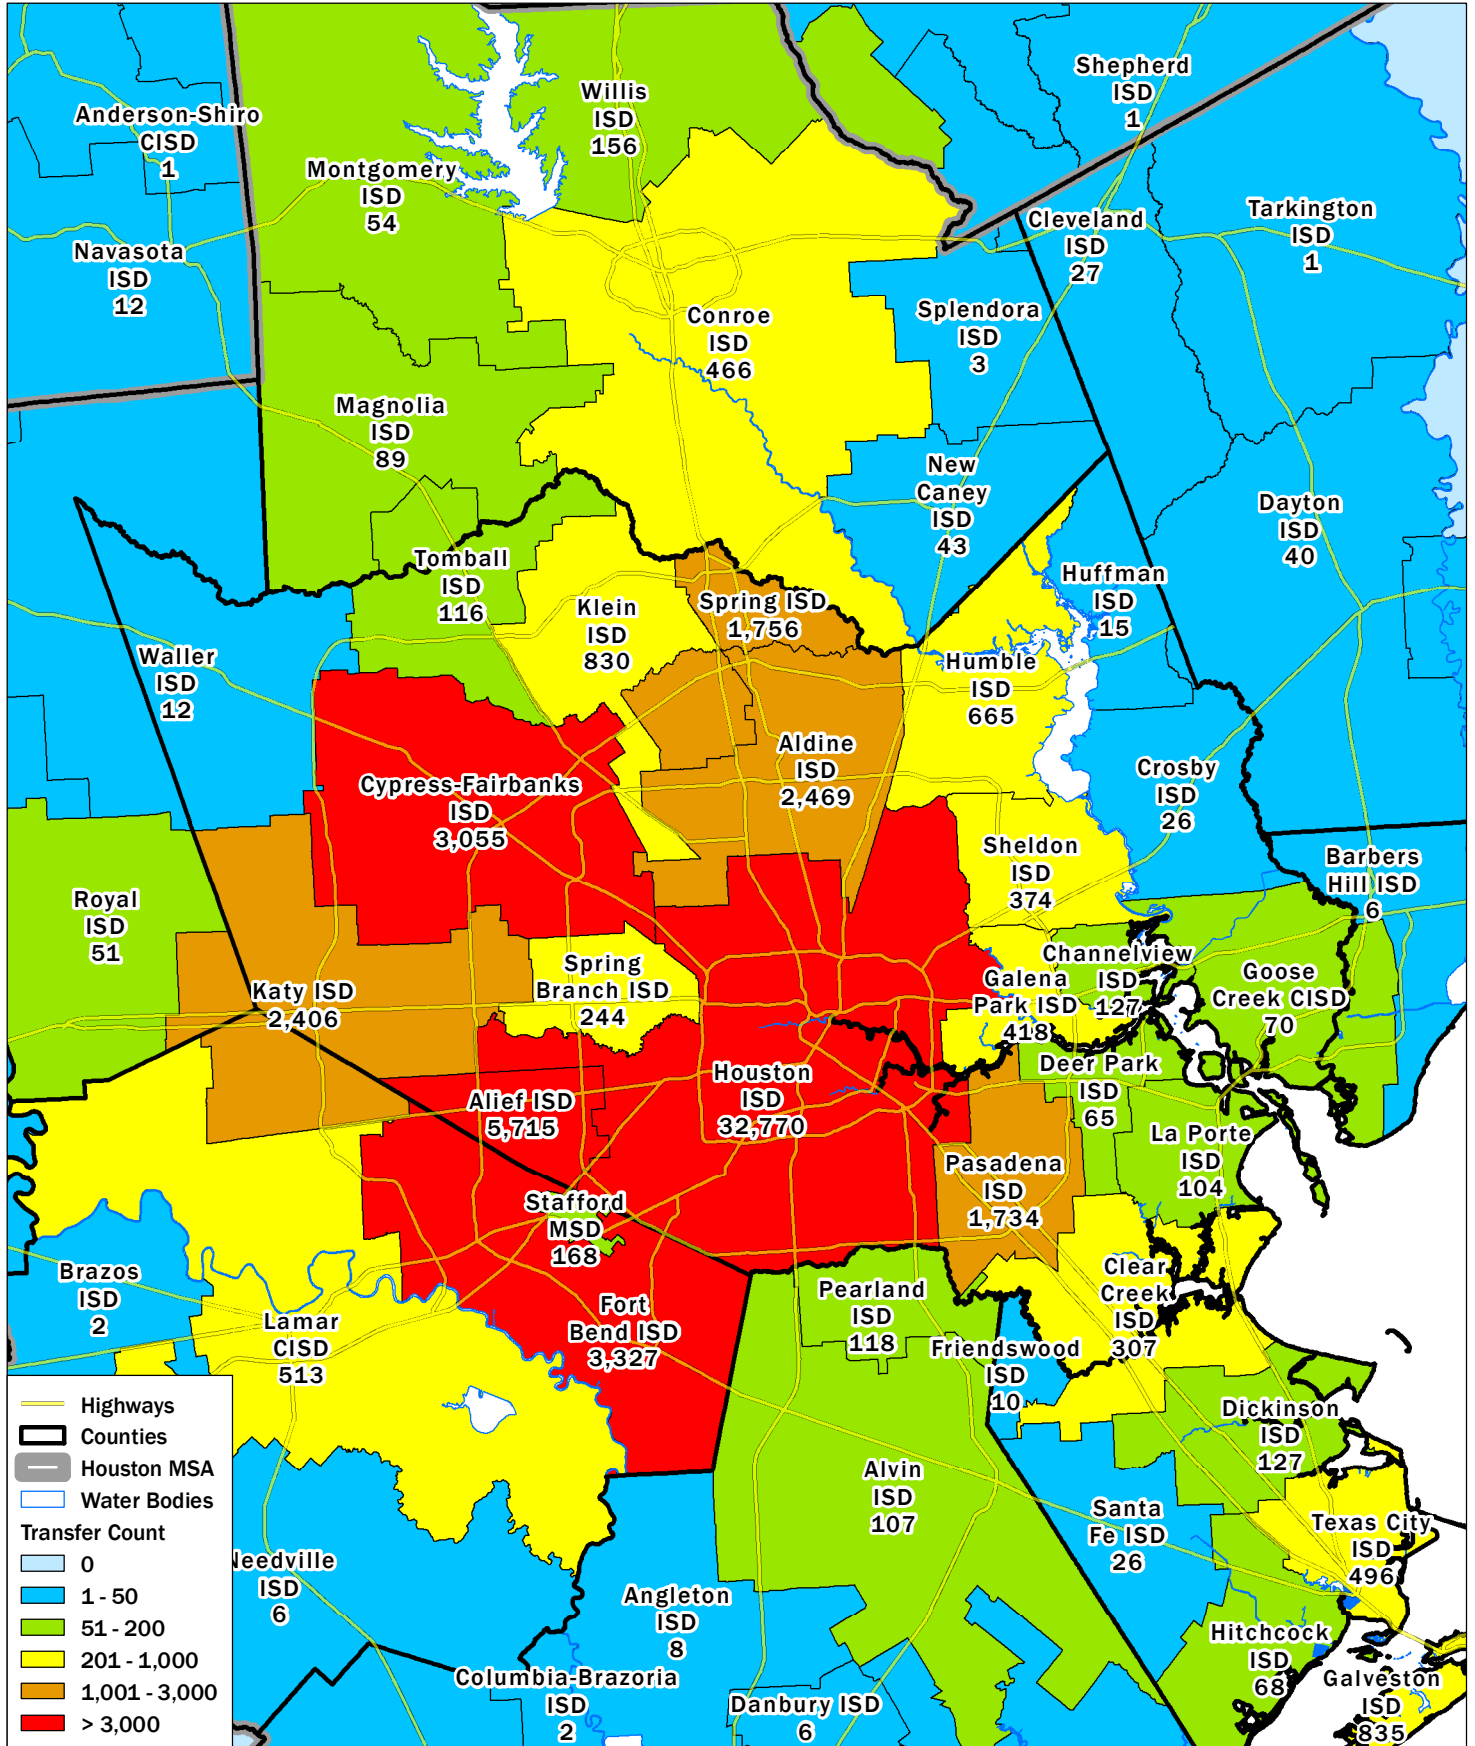 Shepherd
ISD
1
Willis
ISD
156
Anderson-Shiro
CISD
1
Montgomery
ISD
54
Cleveland
ISD
27
Tarkington
ISD
1
Navasota
ISD
12
Conroe
ISD
466
Splendora
ISD
3
Magnolia
ISD
89
New
Caney
ISD
43
Dayton
ISD
40
Tomball
ISD
116
Klein
ISD
830
Spring ISD
1,756
Huffman
ISD
15
Waller
ISD
12
Humble
ISD
665
Aldine
ISD
2,469
Cypress-Fairbanks
ISD
3,055
Crosby
ISD
26
Sheldon
ISD
374
Barbers
Hill ISD
6
Royal
ISD
51
Spring
Branch ISD
244
Channelview
ISD
127
Galena
Park ISD
418
Goose
Creek CISD
70
Katy ISD
2,406
Houston
ISD
32,770
Deer Park
ISD
65
Alief ISD
5,715
La Porte
ISD
104
Pasadena
ISD
1,734
Stafford
MSD
168
Brazos
ISD
2
Lamar
CISD
513
Fort
Bend ISD
3,327
Pearland
ISD
118
Clear
Creek
ISD
307
Friendswood
ISD
10
Dickinson
ISD
127
Alvin
ISD
107
Santa
Fe ISD
26
Texas City
ISD
496
Needville
ISD
6
Angleton
ISD
8
Hitchcock
ISD
68
Columbia-Brazoria
ISD
2
Danbury ISD
6
Galveston
ISD
835
Highways
Counties
Houston MSA
Water Bodies
Transfer Count
0
1 - 50
51 - 200
201 - 1,000
1,001 - 3,000
> 3,000